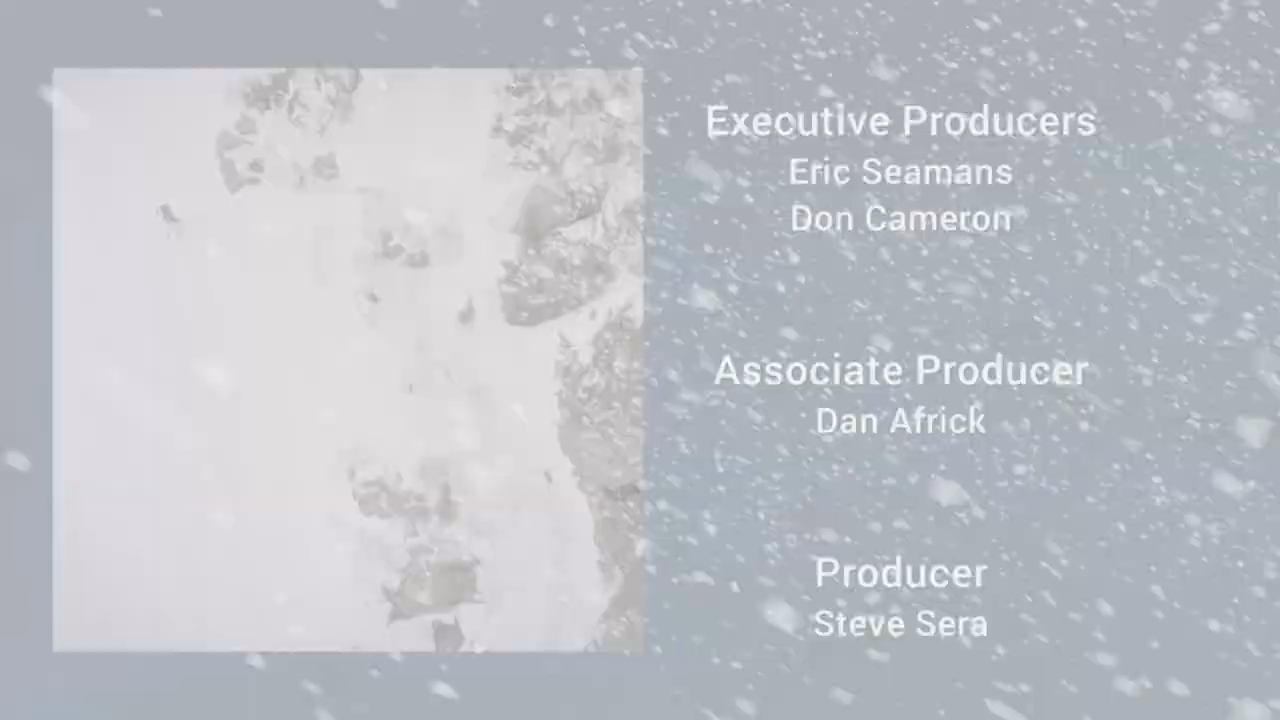 Executive Producers
Eric Seamans
Don Cameron
Associate Producer
Dan Africk
Producer
Steve Sera